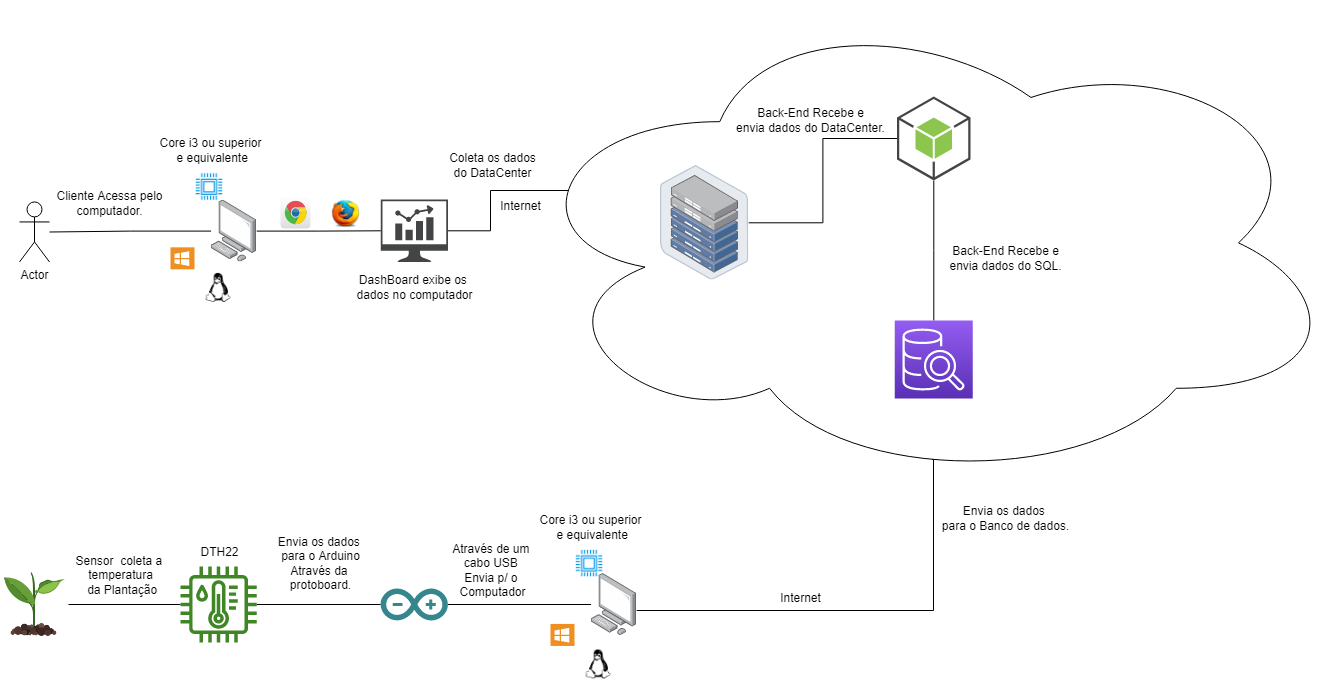 Core i3 ou superior
e equivalente
Cliente Acessa pelo
computador.
Actor
DashBoard exibe os
dados no computador
Coleta os dados
do DataCenter
Internet
Back-End Recebe e
envia dados do DataCenter.
Back-End Recebe e
envia dados do SQL.
Envia os dados
para o Banco de dados.
Sensor coleta a
temperatura
da Plantação
DTH22
Envia os dados
para o Arduino
Através da
protoboard.
Através de um
cabo USB
Envia p/ o
Computador
Core i3 ou superior
e equivalente
Internet